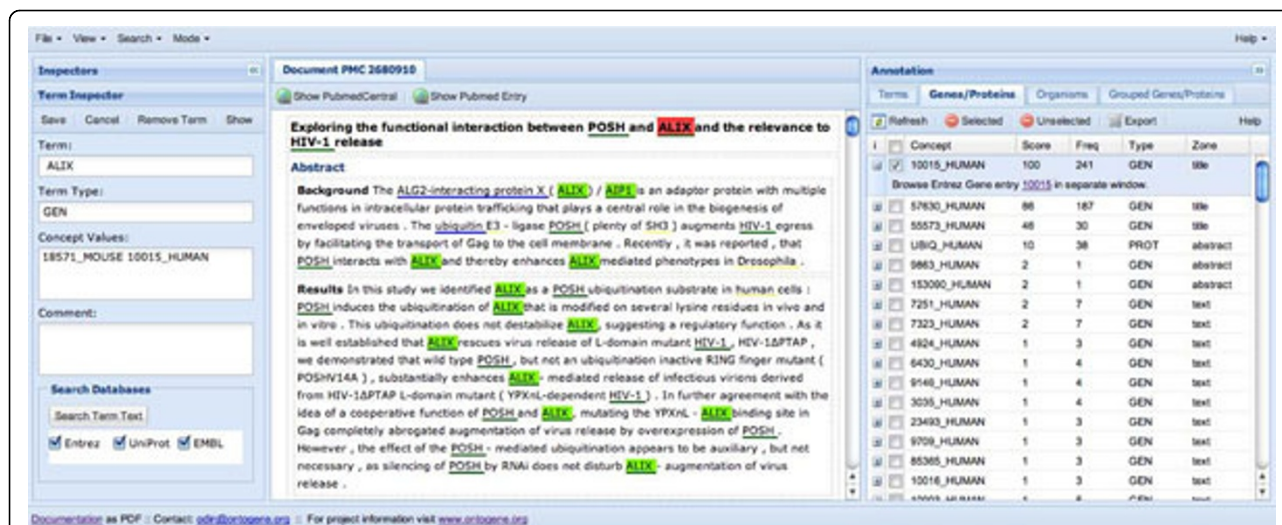 File View Search Mode Help
Inspectors
Term Inspector
Save Cancel Remove Term Show
Term:
ALIX
Term Type:
GEN
Concept Values:
18571_MOUSE 10015_HUMAN
Comment:
Search Databases
Search Term Text
Entrez UniProt EMBL
Document PMC 2680910
Show PubmedCentral Show Pubmed Entry
Exploring the functional interaction between POSH and ALIX and the relevance to
HIV-1 release
Abstract
Background The ALG2-interacting protein X ( ALIX ) / AIP1 is an adaptor protein with multiple
functions in intracellular protein trafficking that plays a central role in the biogenesis of
enveloped viruses . The ubiquitin E3 - ligase POSH ( plenty of SH3 ) augments HIV-1 egress
by facilitating the transport of Gag to the cell membrane . Recently , it was reported , that
POSH interacts with ALIX and thereby enhances ALIX mediated phenotypes in Drosophila .
Results In this study we identified ALIX as a POSH ubiquitination substrate in human cells :
POSH induces the ubiquitination of ALIX that is modified on several lysine residues in vivo and
in vitro . This ubiquitination does not destabilize ALIX , suggesting a regulatory function . As it
is well established that ALIX rescues virus release of L-domain mutant HIV-1 , HIV-1ΔPTAP ,
we demonstrated that wild type POSH , but not an ubiquitination inactive RING finger mutant (
POSHV14A ) , substantially enhances ALIX - mediated release of infectious virions derived
from HIV-1ΔPTAP L-domain mutant ( YPXnL-dependent HIV-1 ) . In further agreement with the
idea of a cooperative function of POSH and ALIX , mutating the YPXnL - ALIX binding site in
Gag completely abrogated augmentation of virus release by overexpression of POSH .
However , the effect of the POSH - mediated ubiquitination appears to be auxiliary , but not
necessary , as silencing of POSH by RNAi does not disturb ALIX - augmentation of virus
release .
Annotation
Terms Genes/Proteins Organisms Grouped Genes/Proteins
Refresh Selected Unselected Export Help
i Concept Score Freq Type Zone
10015_HUMAN 100 241 GEN title
Browse Entrez Gene entry 10015 in separate window.
57630_HUMAN 86 187 GEN title
55573_HUMAN 46 30 GEN title
UBIQ_HUMAN 10 38 PROT abstract
9863_HUMAN 2 1 GEN abstract
153090_HUMAN 2 1 GEN abstract
7251_HUMAN 2 7 GEN text
7323_HUMAN 2 7 GEN text
4924_HUMAN 1 3 GEN text
6430_HUMAN 1 4 GEN text
9146_HUMAN 1 4 GEN text
3035_HUMAN 1 4 GEN text
23493_HUMAN 1 3 GEN text
9709_HUMAN 1 3 GEN text
85365_HUMAN 1 3 GEN text
10016_HUMAN 1 3 GEN text
Documentation as PDF :: Contact: odin@ontogene.org :: For project information visit www.ontogene.org